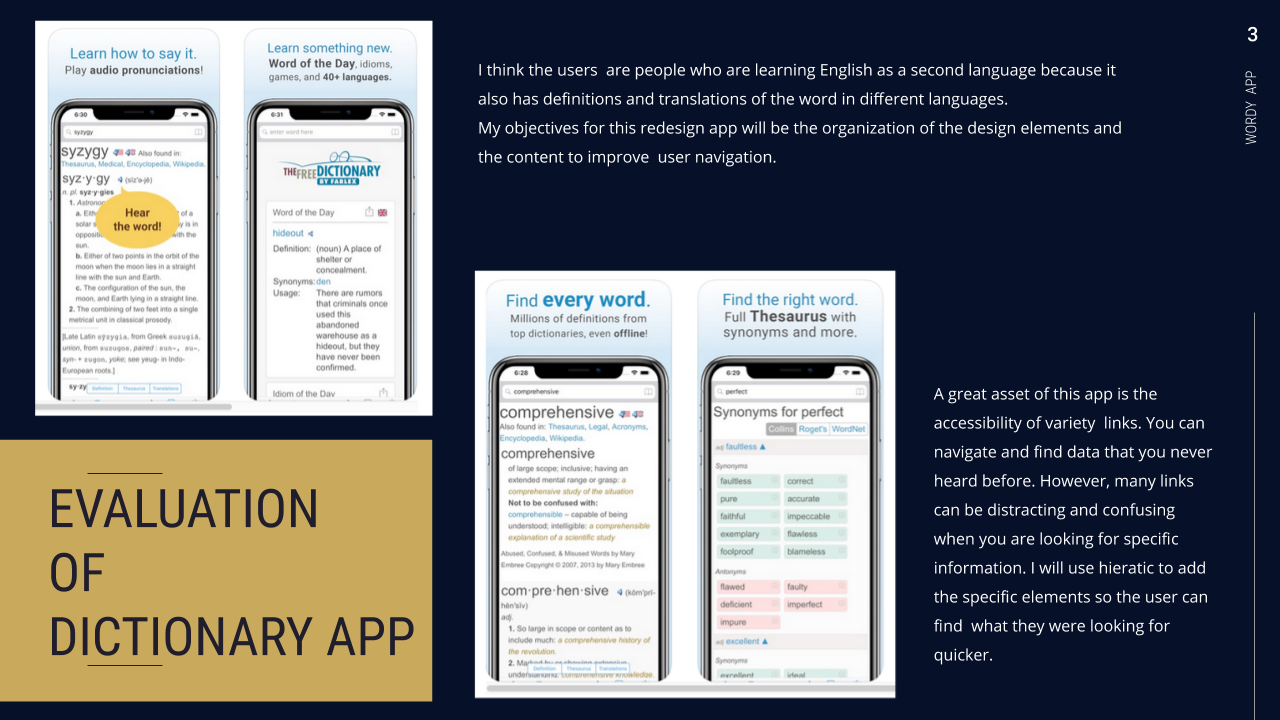 3
WORDY APP
I think the users  are people who are learning English as a second language because it
also has definitions and translations of the word in different languages.
My objectives for this redesign app will be the organization of the design elements and
the content to improve  user navigation.
Learn how to say it.
Play audio pronunciations!
6:30
syzygy
syzygy Also found in:
Thesaurus, Medical, Encyclopedia, Wikipedia.
syz·y·gy (sĭz′ə-jē)
n. pl. syz·y·gies
1.
a. of a
solar y is in
with the
sun.
Hear
the word!
b. Either of two points in the orbit of the
moon when the moon lies in a straight
line with the sun and Earth.
c. The configuration of the sun, the
moon, and Earth lying in a straight line.
2. The combining of two feet into a single
metrical unit in classical prosody.
[Late Latin sȳzygia, from Greek suzugiā,
union, from suzugos, paired : sun-, su-,
syn- + zugon, yoke; see yeug- in Indo-
European roots.]
Definition Thesaurus Translations
Learn something new.
Word of the Day, idioms,
games, and 40+ languages.
6:31
enter word here
THE FREE DICTIONARY
BY FARLEX
Word of the Day
hideout
Definition: (noun) A place of
shelter or
concealment.
Synonyms: den
Usage: There are rumors
that criminals once
used this
abandoned
warehouse as a
hideout, but they
have never been
confirmed.
Idiom of the Day
EVALUATION
OF
DICTIONARY APP
Find every word.
Millions of definitions from
top dictionaries, even offline!
6:28
comprehensive
comprehensive
Also found in: Thesaurus, Legal, Acronyms,
Encyclopedia, Wikipedia.
comprehensive
of large scope; inclusive; having an
extended mental range or grasp: a
comprehensive study of the situation
Not to be confused with:
comprehensible – capable of being
understood; intelligible: a comprehensible
explanation of a scientific study
Abused, Confused, & Misused Words by Mary
Embree Copyright © 2007, 2013 by Mary Embree
com·pre·hen·sive (kŏm′prĭ-
hĕn′sĭv)
adj.
1. So large in scope or content as to
include much: a comprehensive history of
the revolution.
2.
Definition Thesaurus Translations
understanding: comprehensive knowledge.
Find the right word.
Full Thesaurus with
synonyms and more.
6:29
perfect
Synonyms for perfect
Collins Roget's WordNet
adj faultless ▲
Synonyms
faultless correct
pure accurate
faithful impeccable
exemplary flawless
foolproof blameless
Antonyms
flawed faulty
deficient imperfect
impure
adj excellent ▲
Synonyms
excellent ideal
A great asset of this app is the
accessibility of variety  links. You can
navigate and find data that you never
heard before. However, many links
can be distracting and confusing
when you are looking for specific
information. I will use hieratic to add
the specific elements so the user can
find  what they were looking for
quicker.